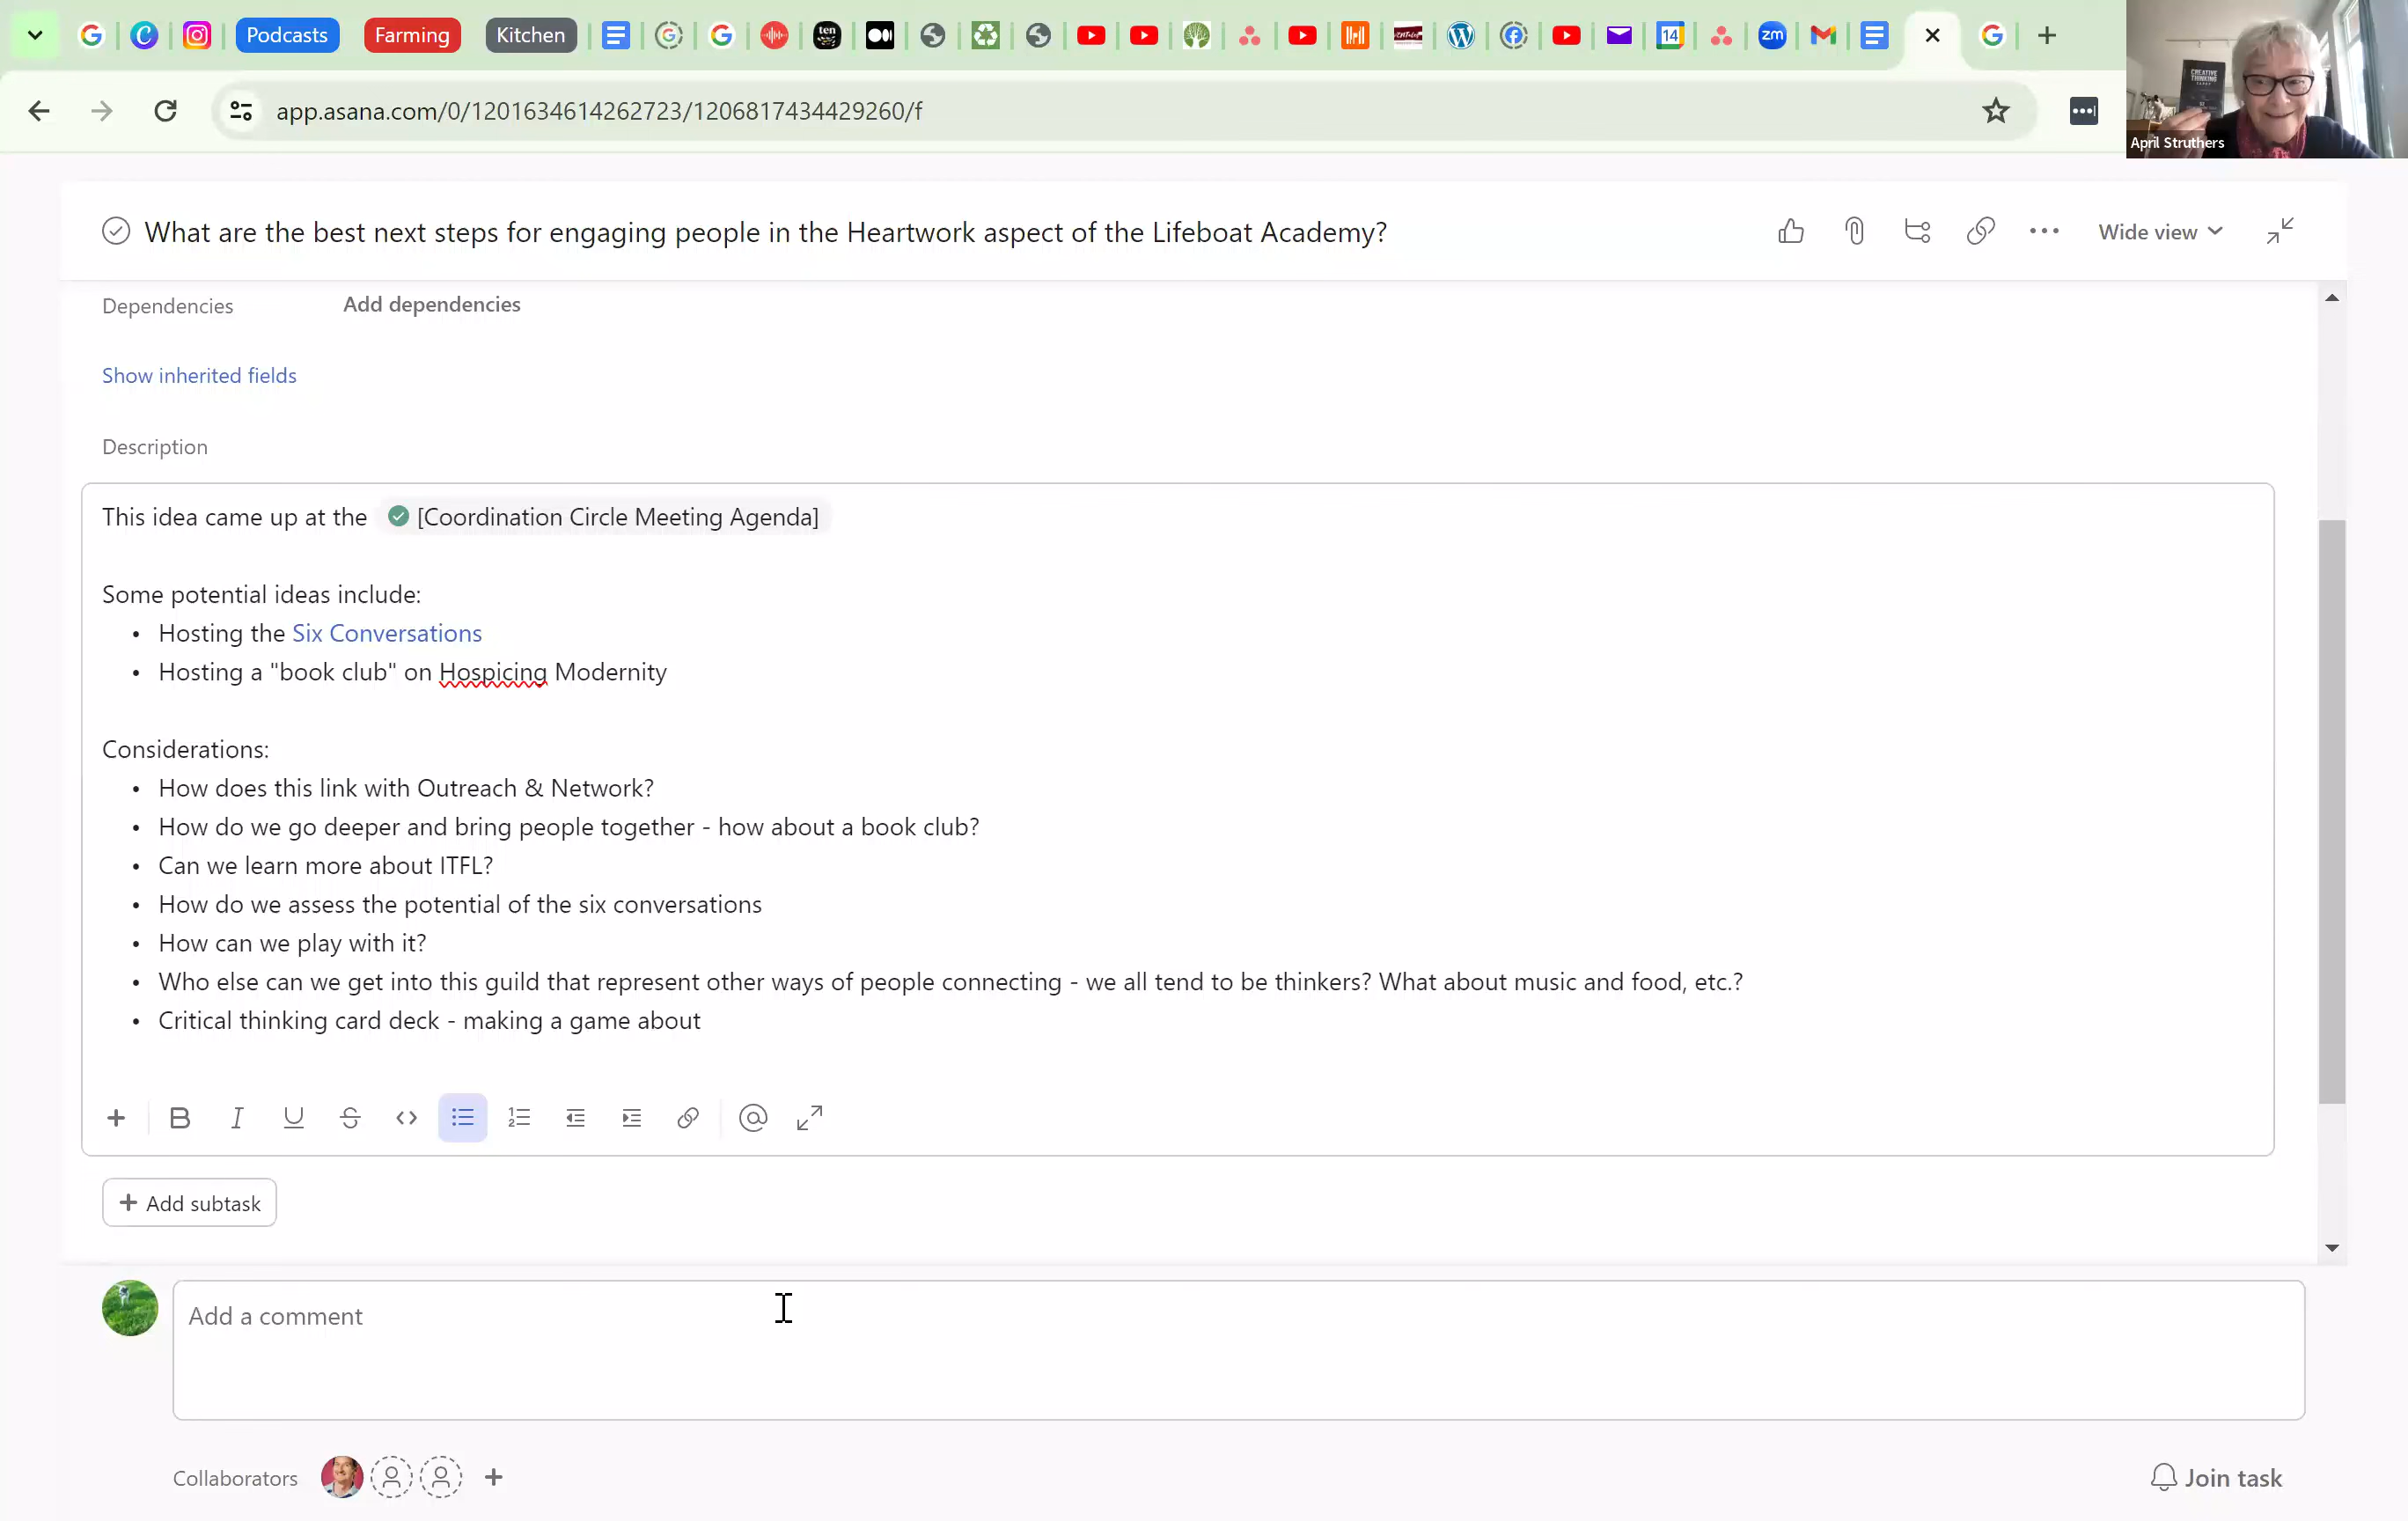 Podcasts
Farming
Kitchen
ten
14
zm
app.asana.com/0/1201634614262723/1206817434429260/f
CREATIVE
THINKING
April Struthers
What are the best next steps for engaging people in the Heartwork aspect of the Lifeboat Academy?
Wide view
Dependencies
Add dependencies
Show inherited fields
Description
This idea came up at the [Coordination Circle Meeting Agenda]
Some potential ideas include:
• Hosting the Six Conversations
• Hosting a "book club" on Hospicing Modernity
Considerations:
• How does this link with Outreach & Network?
• How do we go deeper and bring people together - how about a book club?
• Can we learn more about ITFL?
• How do we assess the potential of the six conversations
• How can we play with it?
• Who else can we get into this guild that represent other ways of people connecting - we all tend to be thinkers? What about music and food, etc.?
• Critical thinking card deck - making a game about
+ Add subtask
Add a comment
Collaborators
Join task